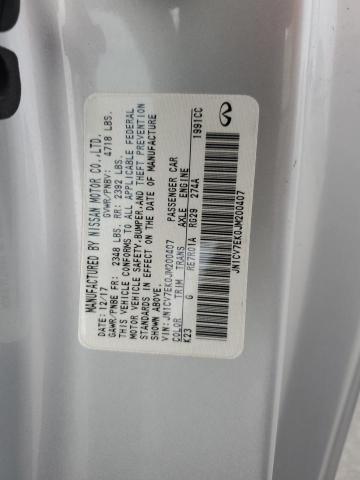 MANUFACTURED BY NISSAN MOTOR CO.,LTD.
DATE: 12/17 GVWR/PNBV: 4718 LBS.
GAWR/PNBE FR: 2348 LBS. RR: 2392 LBS.
THIS VEHICLE CONFORMS TO ALL APPLICABLE FEDERAL
MOTOR VEHICLE SAFETY, BUMPER, AND THEFT PREVENTION
STANDARDS IN EFFECT ON THE DATE OF MANUFACTURE
SHOWN ABOVE.
VIN: JN1CV7EK0JM200407 PASSENGER CAR
COLOR TRIM TRANS AXLE ENGINE
K23 G RE7R01A RG29 274A 1991CC
JN1CV7EK0JM200407